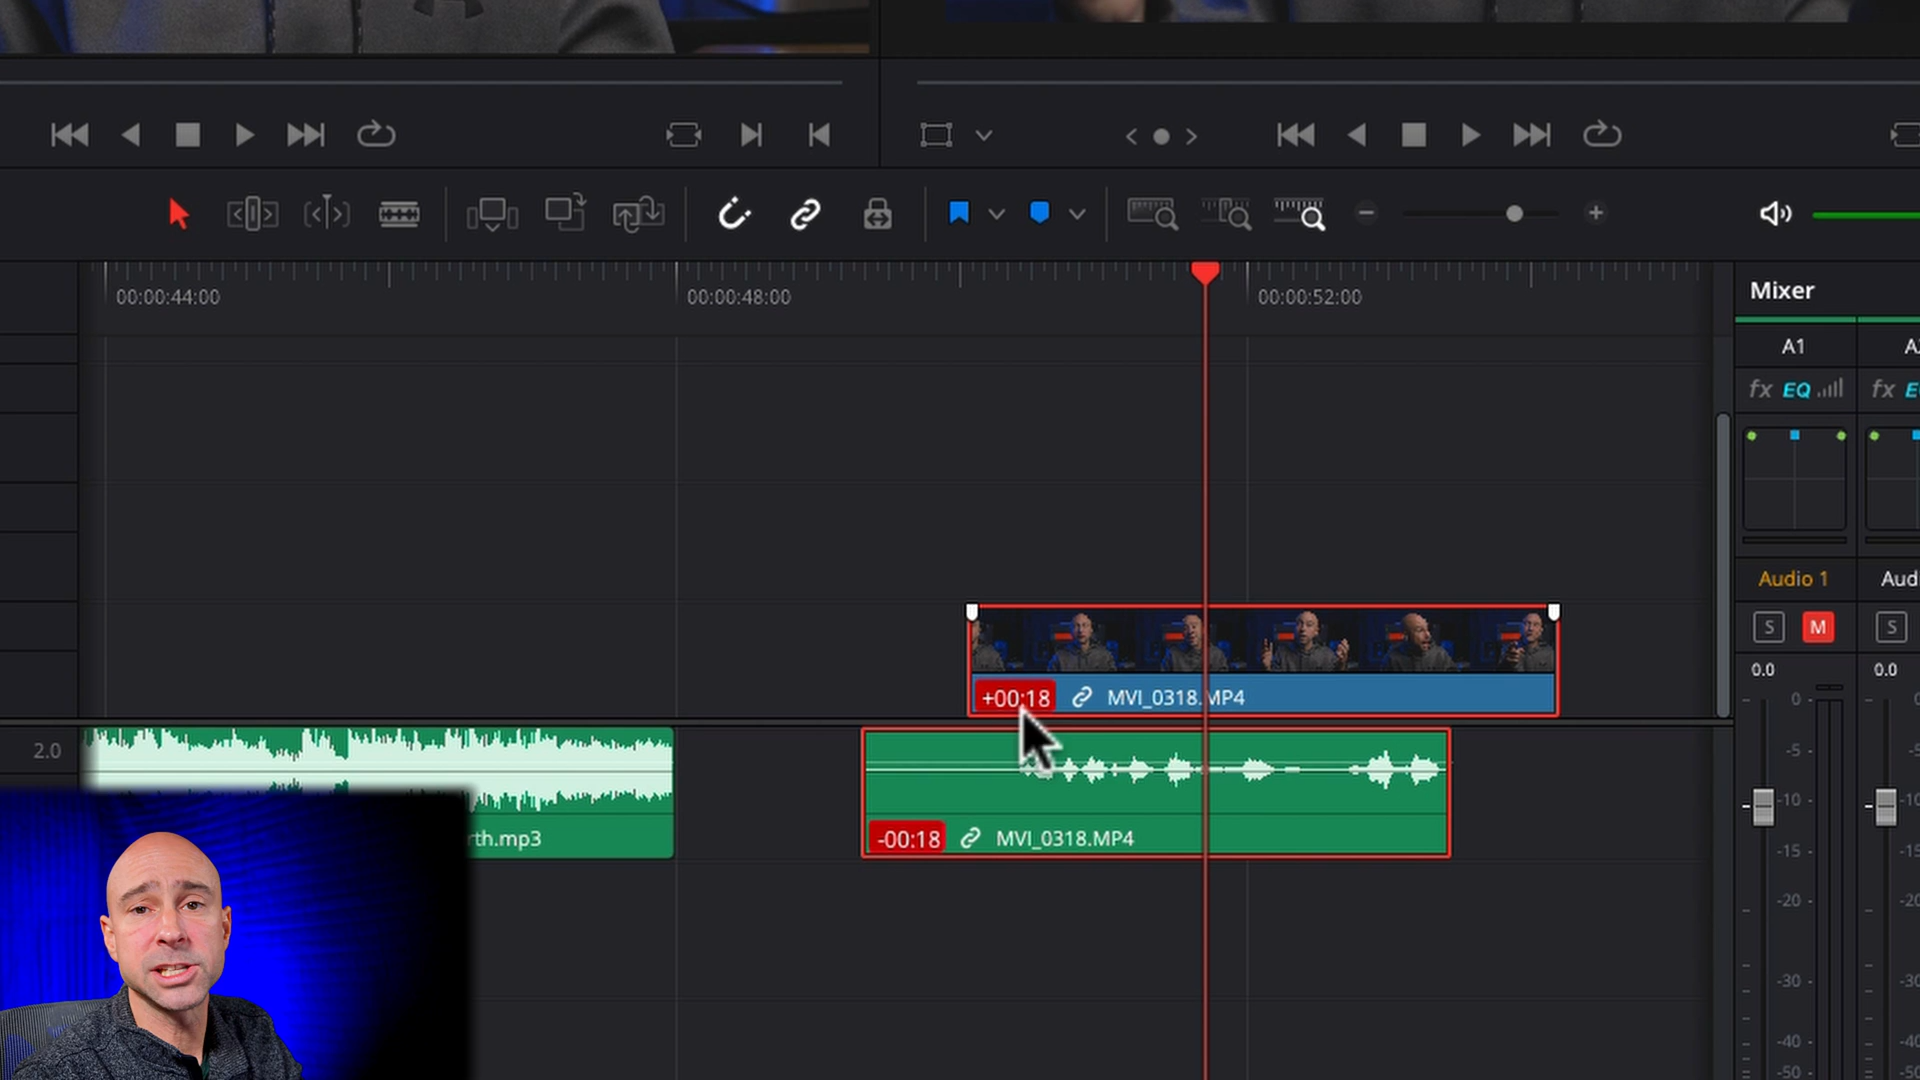 00:00:44:00
00:00:48:00
00:00:52:00
Mixer
A1
fx EQ
fx
Audio 1
S
M
S
0.0
0.0
0
-5
-10
-15
-20
-30
-40
-50
+00:18 MVI_0318.MP4
2.0
-00:18 MVI_0318.MP4
rth.mp3